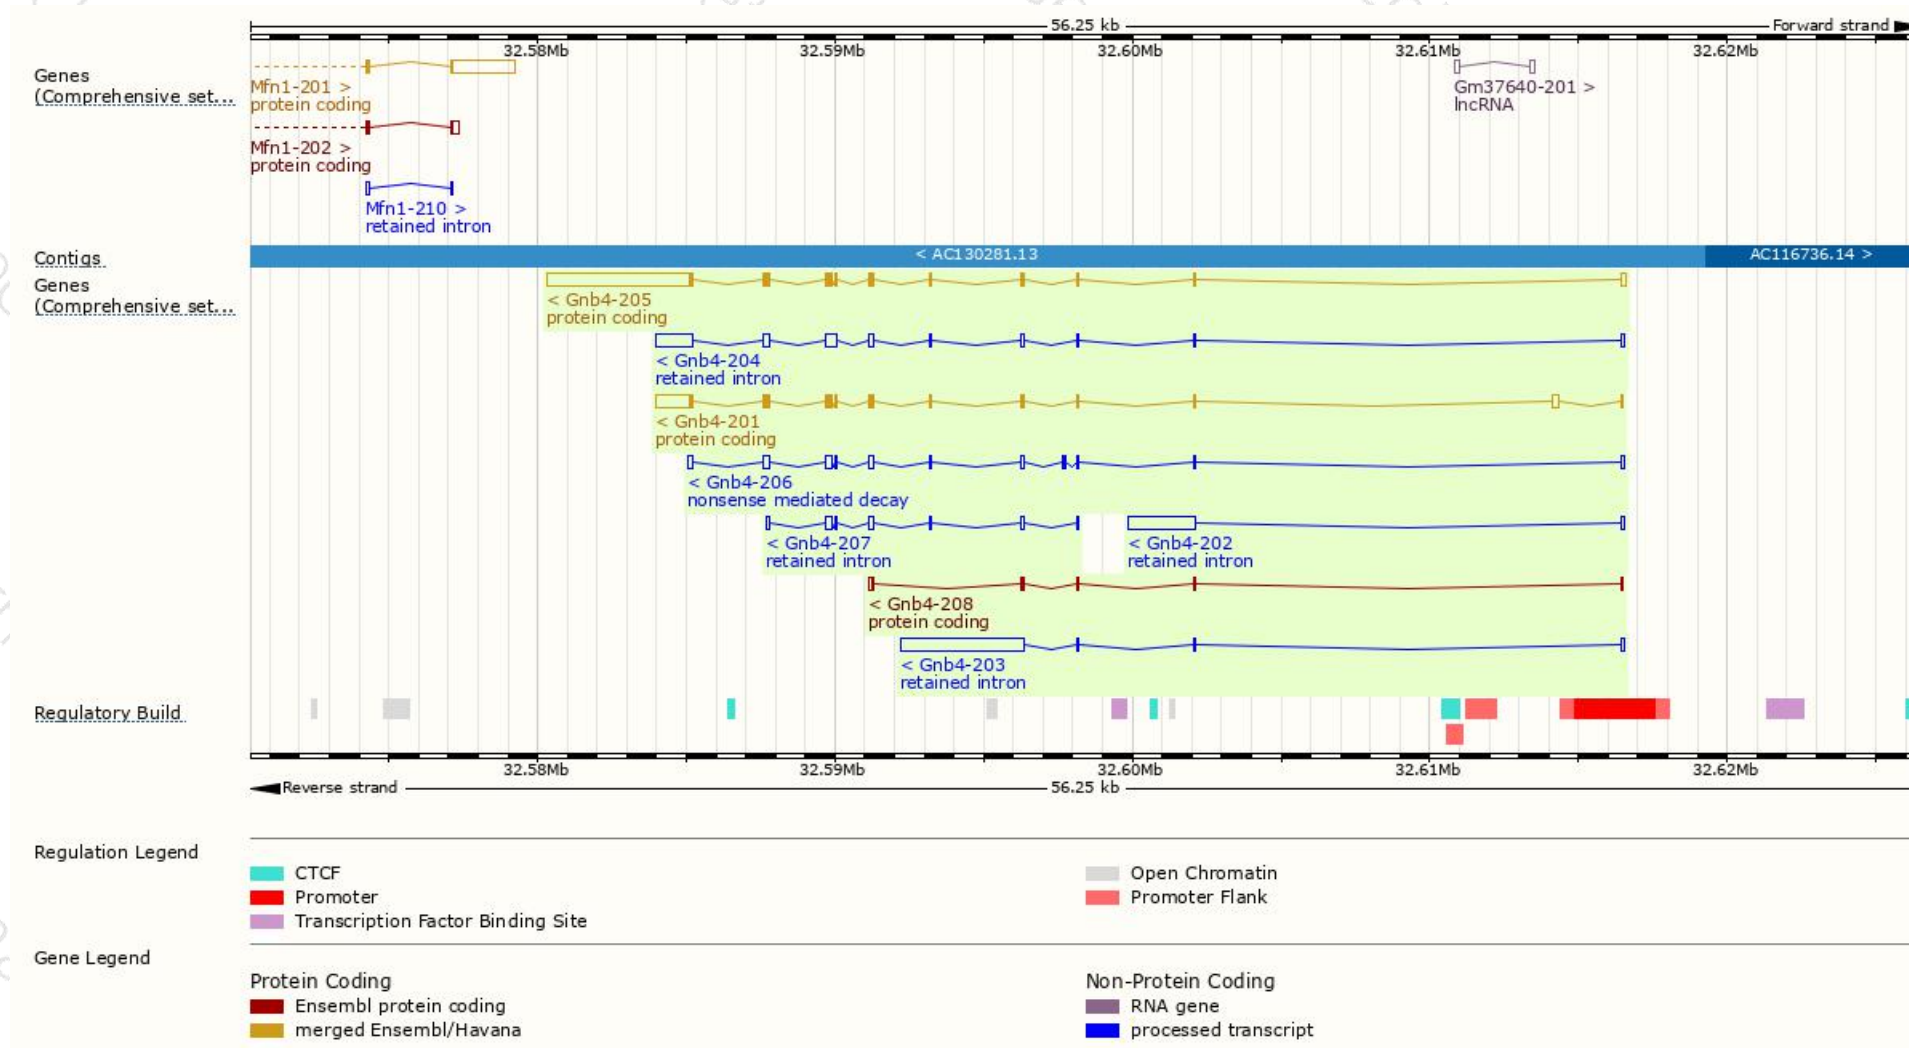 56.25 kb Forward strand
32.58Mb 32.59Mb 32.60Mb 32.61Mb 32.62Mb
Genes
(Comprehensive set...
Mfn1-201 >
protein coding
Gm37640-201 >
lncRNA
Mfn1-202 >
protein coding
Mfn1-210 >
retained intron
Contigs
< AC130281.13 AC116736.14 >
Genes
(Comprehensive set...
< Gnb4-205
protein coding
< Gnb4-204
retained intron
< Gnb4-201
protein coding
< Gnb4-206
nonsense mediated decay
< Gnb4-207
retained intron
< Gnb4-202
retained intron
< Gnb4-208
protein coding
< Gnb4-203
retained intron
Regulatory Build
32.58Mb 32.59Mb 32.60Mb 32.61Mb 32.62Mb
Reverse strand 56.25 kb
Regulation Legend
CTCF
Promoter
Transcription Factor Binding Site
Open Chromatin
Promoter Flank
Gene Legend
Protein Coding
Ensembl protein coding
merged Ensembl/Havana
Non-Protein Coding
RNA gene
processed transcript